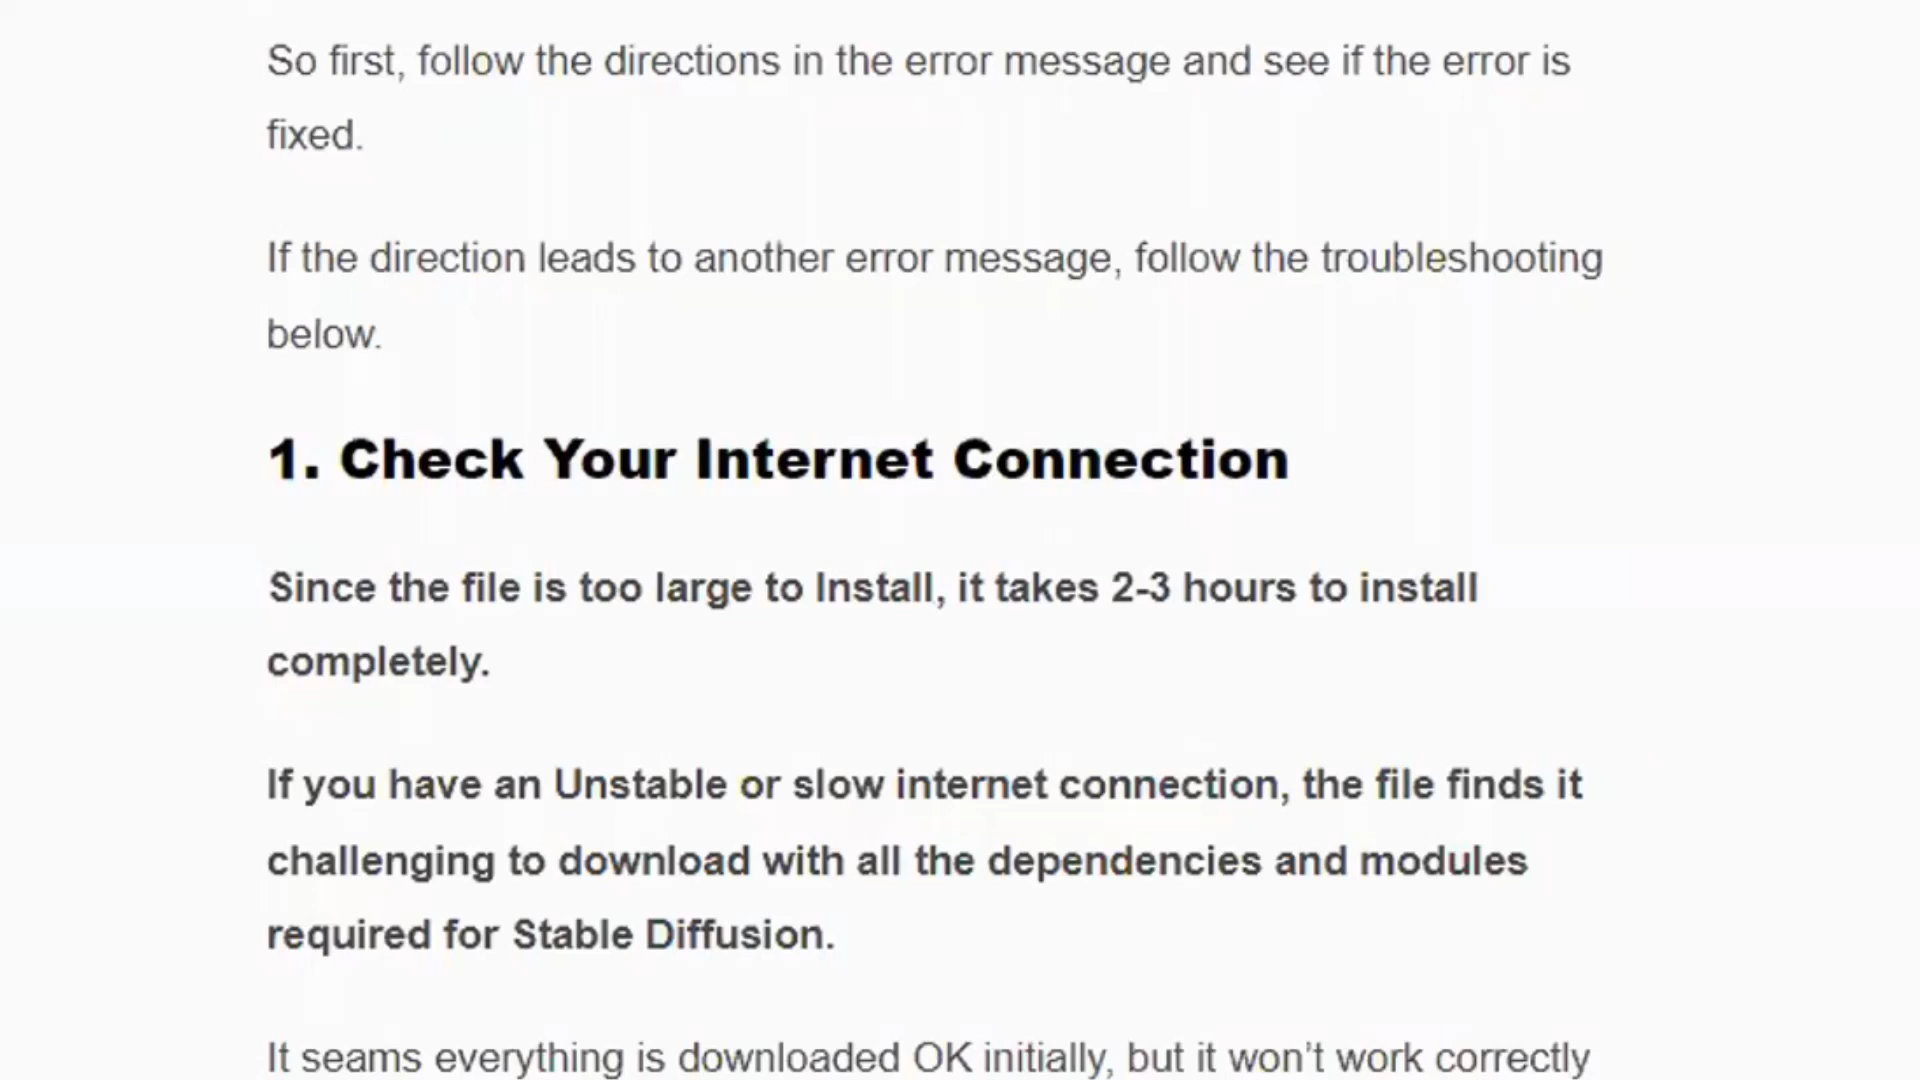 So first, follow the directions in the error message and see if the error is
fixed.
If the direction leads to another error message, follow the troubleshooting
below.
1. Check Your Internet Connection
Since the file is too large to Install, it takes 2-3 hours to install
completely.
If you have an Unstable or slow internet connection, the file finds it
challenging to download with all the dependencies and modules
required for Stable Diffusion.
It seams everything is downloaded OK initially, but it won’t work correctly